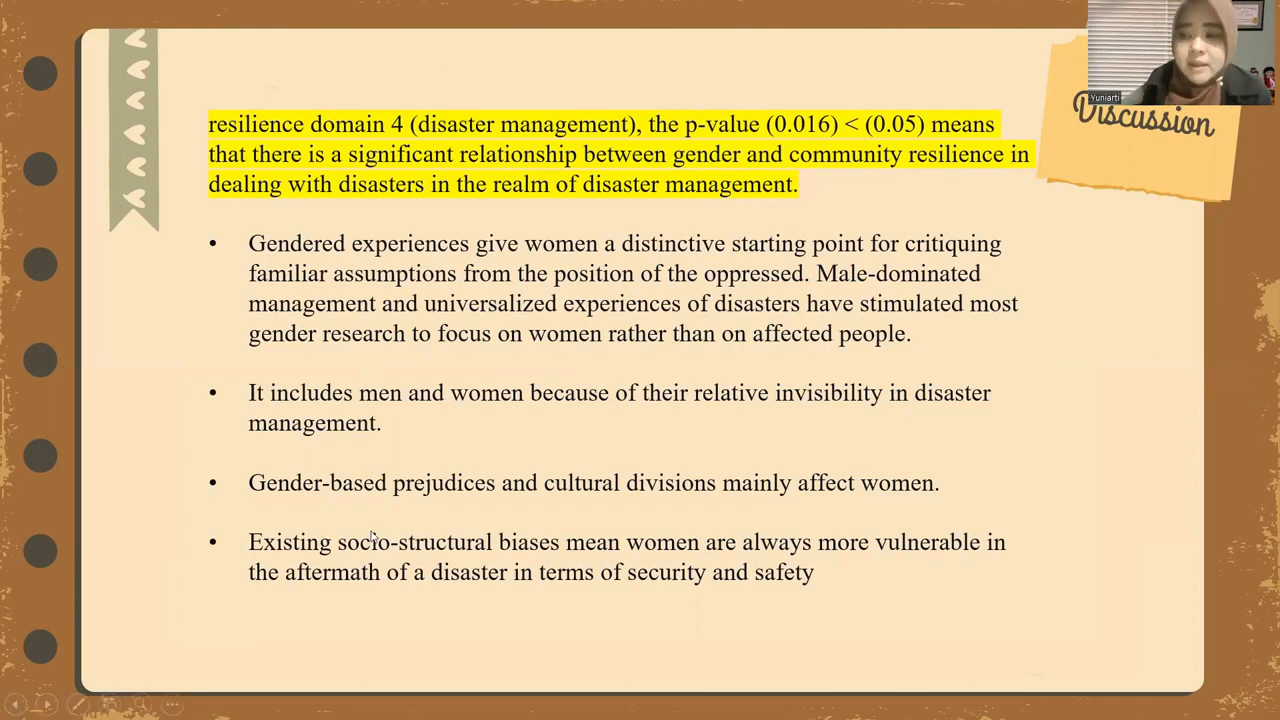 Yuniarti
Discussion
resilience domain 4 (disaster management), the p-value (0.016) < (0.05) means
that there is a significant relationship between gender and community resilience in
dealing with disasters in the realm of disaster management.
• Gendered experiences give women a distinctive starting point for critiquing
familiar assumptions from the position of the oppressed. Male-dominated
management and universalized experiences of disasters have stimulated most
gender research to focus on women rather than on affected people.
• It includes men and women because of their relative invisibility in disaster
management.
• Gender-based prejudices and cultural divisions mainly affect women.
• Existing socio-structural biases mean women are always more vulnerable in
the aftermath of a disaster in terms of security and safety